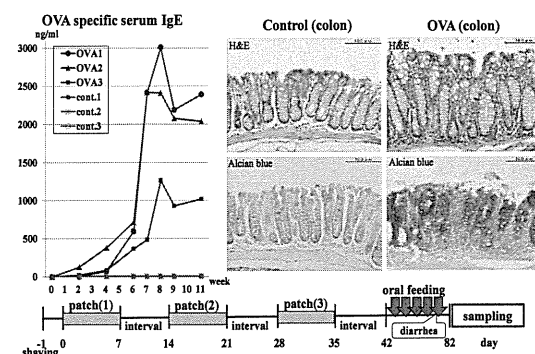 OVA specific serum IgE
ng/ml
3000
2500
2000
1500
1000
500
0
OVA1
OVA2
OVA3
cont.1
cont.2
cont.3
0 1 2 3 4 5 6 7 8 9 10 11 week
Control (colon)
OVA (colon)
H&E
H&E
Alcian blue
Alcian blue
shaving
patch(1)
interval
patch(2)
interval
patch(3)
interval
oral feeding
diarrhea
sampling
-1 0 7 14 21 28 35 42 82 day